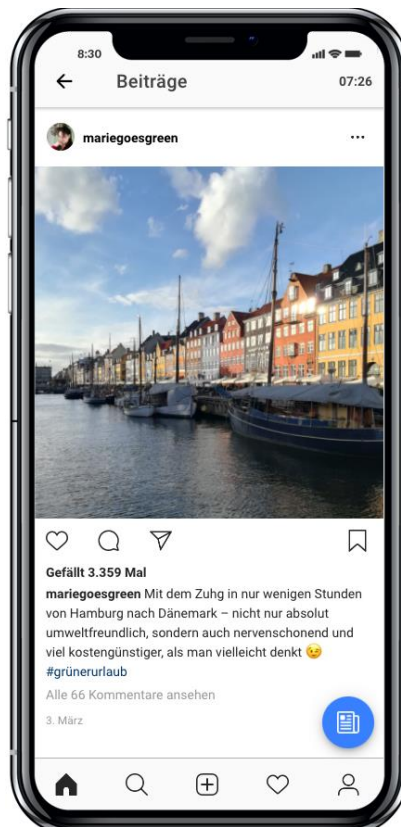 8:30
Beiträge 07:26
mariegoesgreen
Gefällt 3.359 Mal
mariegoesgreen Mit dem Zuhg in nur wenigen Stunden
von Hamburg nach Dänemark – nicht nur absolut
umweltfreundlich, sondern auch nervenschonend und
viel kostengünstiger, als man vielleicht denkt 😉
#grünerurlaub
Alle 66 Kommentare ansehen
3. März